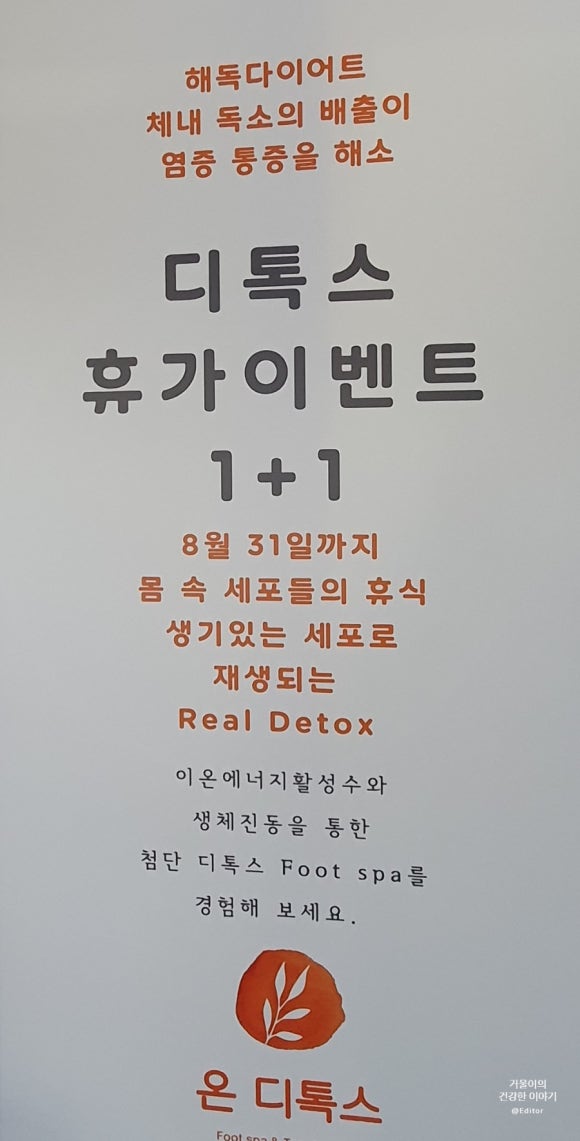 해독다이어트
체내 독소의 배출이
염증 통증을 해소
디톡스
휴가이벤트
1+1
8월 31일까지
몸 속 세포들의 휴식
생기있는 세포로
재생되는
Real Detox
이온에너지활성수와
생체진동을 통한
첨단 디톡스 Foot spa를
경험해 보세요.
온 디톡스
Foot spa &
거울이의
건강한 이야기
@Editor